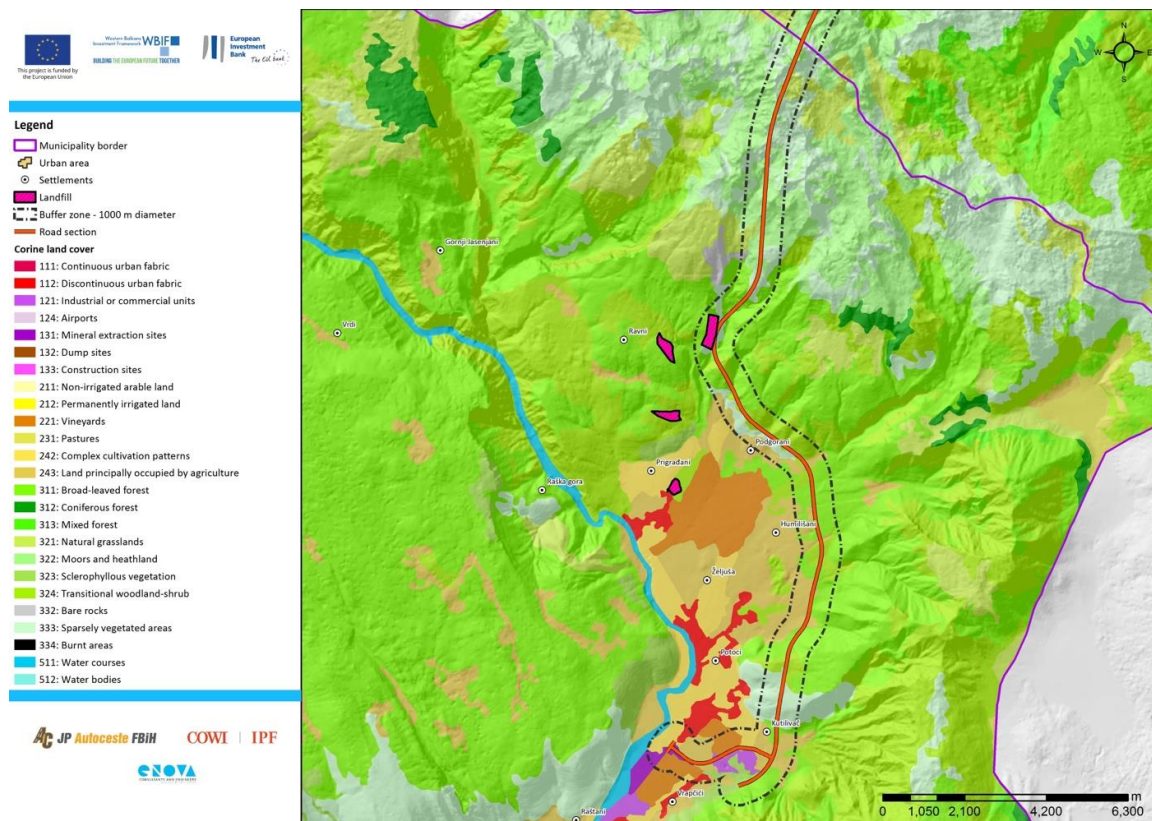 This project is funded by
the European Union
Western Balkans
Investment Framework WBIF
BUILDING THE EUROPEAN FUTURE TOGETHER
European
Investment
Bank
The EU bank
Legend
Municipality border
Urban area
Settlements
Landfill
Buffer zone - 1000 m diameter
Road section
Corine land cover
111: Continuous urban fabric
112: Discontinuous urban fabric
121: Industrial or commercial units
124: Airports
131: Mineral extraction sites
132: Dump sites
133: Construction sites
211: Non-irrigated arable land
212: Permanently irrigated land
221: Vineyards
231: Pastures
242: Complex cultivation patterns
243: Land principally occupied by agriculture
311: Broad-leaved forest
312: Coniferous forest
313: Mixed forest
321: Natural grasslands
322: Moors and heathland
323: Sclerophyllous vegetation
324: Transitional woodland-shrub
332: Bare rocks
333: Sparsely vegetated areas
334: Burnt areas
511: Water courses
512: Water bodies
AC JP Autoceste FBiH
COWI | IPF
ENOVA
CONSULTANTS AND ENGINEERS
N
W E
S
Gornji Jasenjani
Vrdi
Ravni
Podgorani
Prigrađani
Raška gora
Humilišani
Željuša
Potoci
Kutilivač
Vrapčići
Raštani
m
0 1,050 2,100 4,200 6,300